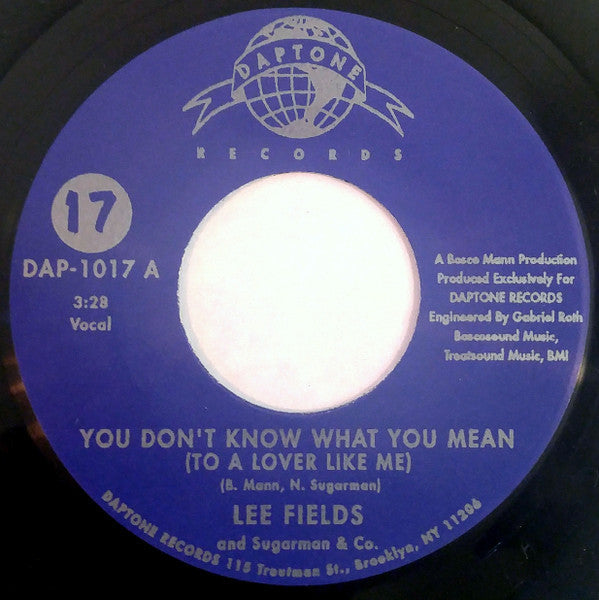 DAPTONE
RECORDS
17
DAP-1017 A
3:28
Vocal
A Bosco Mann Production
Produced Exclusively For
DAPTONE RECORDS
Engineered By Gabriel Roth
Boscosound Music,
Treatsound Music, BMI
YOU DON'T KNOW WHAT YOU MEAN
(TO A LOVER LIKE ME)
(B. Mann, N. Sugarman)
LEE FIELDS
and Sugarman & Co.
DAPTONE RECORDS 115 Troutman St., Brooklyn, NY 11206